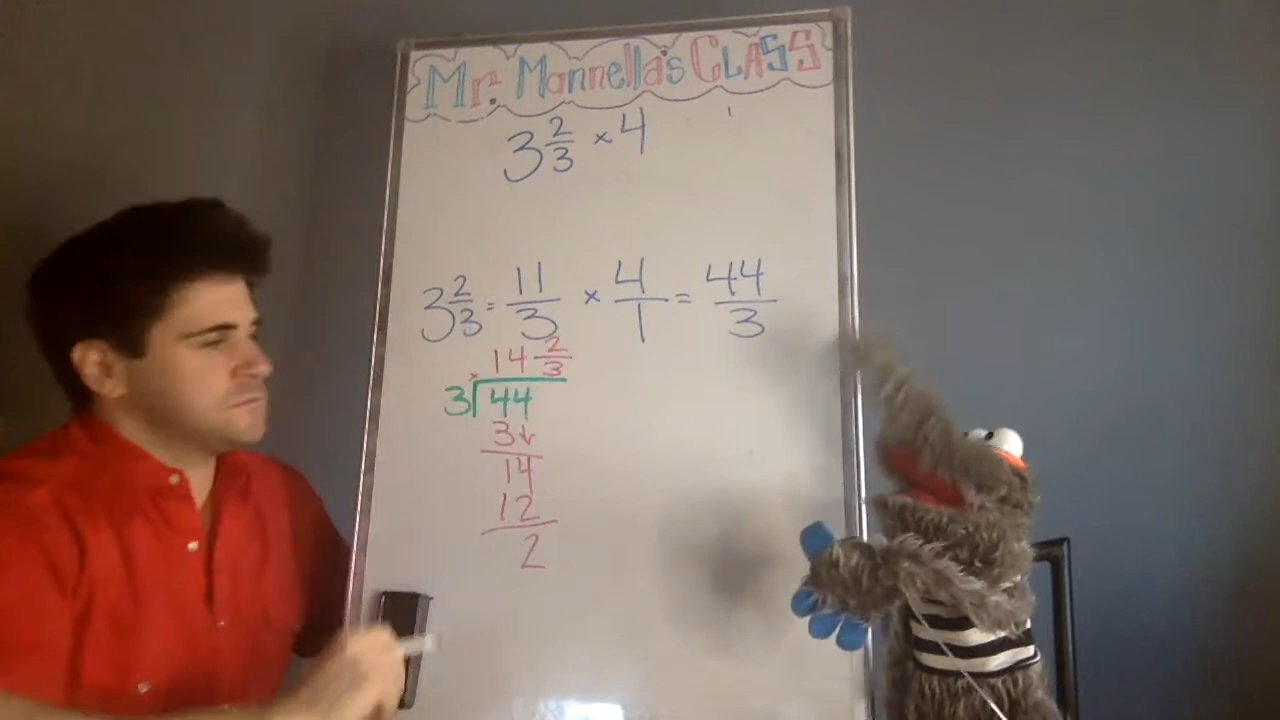 Mr. Mannella's CLASS
3 2/3 × 4
3 2/3 = 11/3 × 4/1 = 44/3
× 14 2/3
3 44
3↓
14
12
2